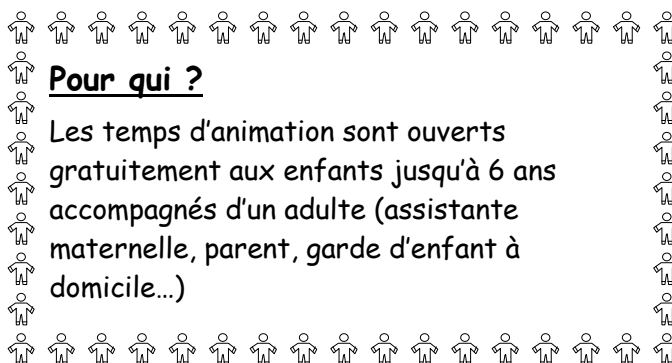 Pour qui ?
Les temps d’animation sont ouverts
gratuitement aux enfants jusqu’à 6 ans
accompagnés d’un adulte (assistante
maternelle, parent, garde d’enfant à
domicile…)